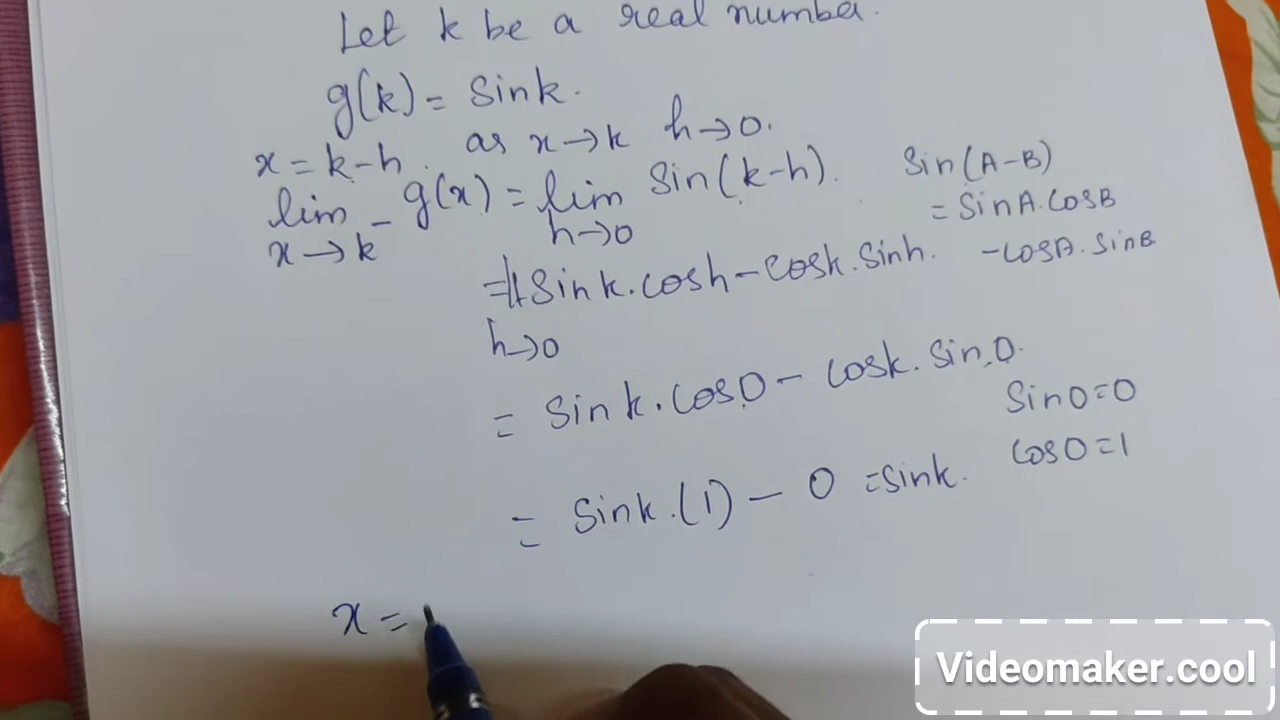 Let k be a real number.
g(k) = Sink.
x = k-h. as x→k h→0.
lim x→k⁻ g(x) = lim h→0 Sin(k-h).
= lt h→0 Sink.cosh - Cosk.Sinh.
= Sink.cos0 - Cosk.Sin0.
= Sink.(1) - 0 = Sink.
Sin(A-B)
= SinA.CosB
- CosA.SinB
Sin0=0
Cos0=1
x =
Videomaker.cool